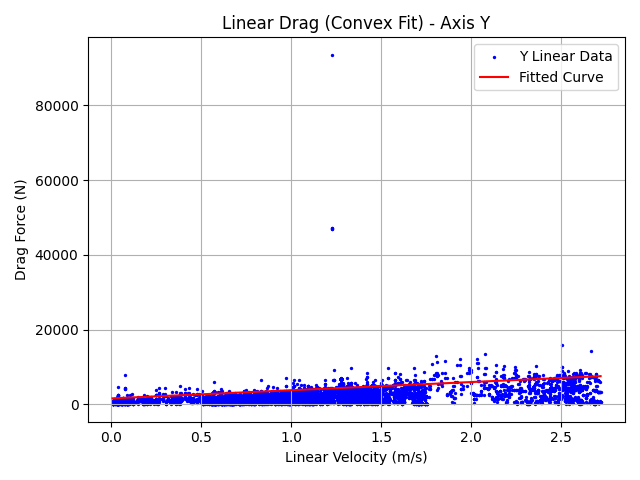 Linear Drag (Convex Fit) - Axis Y
Y Linear Data
Fitted Curve
Drag Force (N)
80000
60000
40000
20000
0
0.0 0.5 1.0 1.5 2.0 2.5
Linear Velocity (m/s)